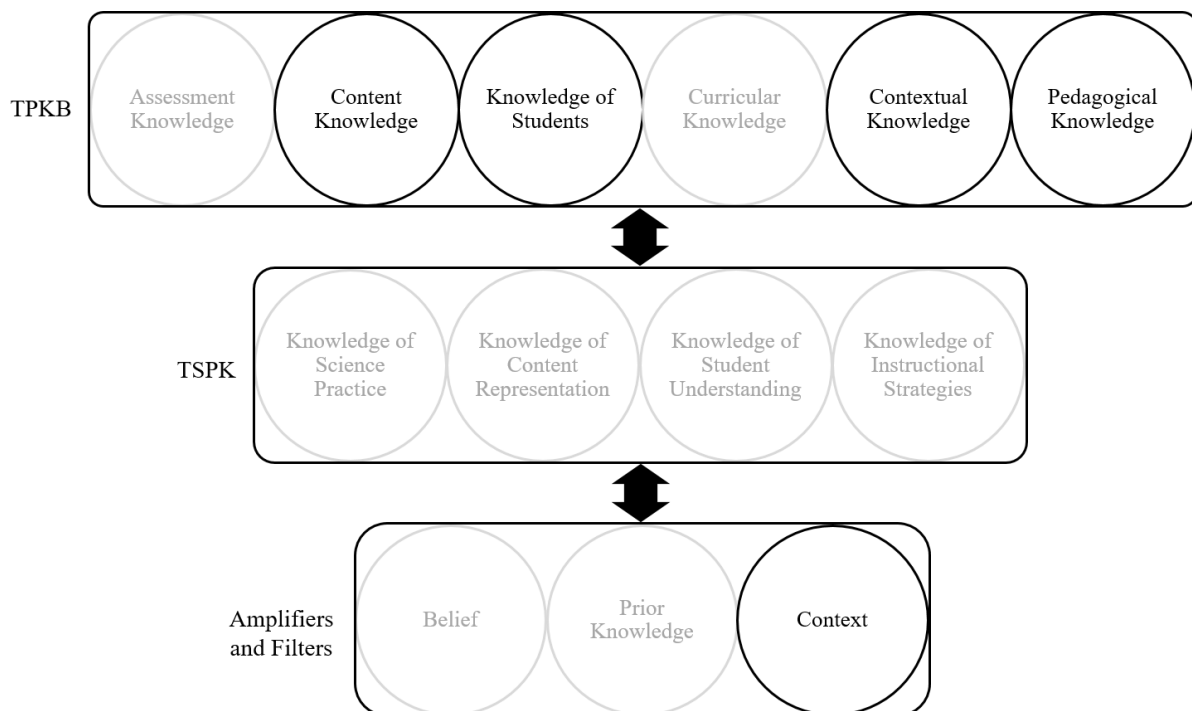 TPKB
Assessment
Knowledge
Content
Knowledge
Knowledge of
Students
Curricular
Knowledge
Contextual
Knowledge
Pedagogical
Knowledge
TSPK
Knowledge of
Science
Practice
Knowledge of
Content
Representation
Knowledge of
Student
Understanding
Knowledge of
Instructional
Strategies
Amplifiers
and Filters
Belief
Prior
Knowledge
Context